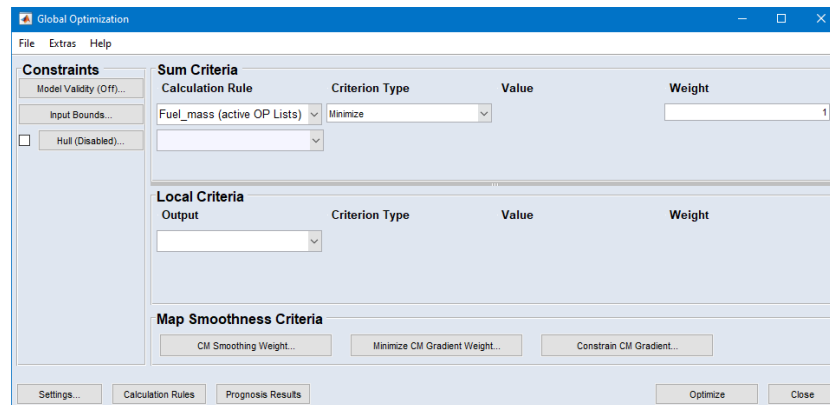 Global Optimization
File Extras Help
Constraints
Model Validity (Off)...
Input Bounds...
Hull (Disabled)...
Sum Criteria
Calculation Rule Criterion Type Value Weight
Fuel_mass (active OP Lists) Minimize 1
Local Criteria
Output Criterion Type Value Weight
Map Smoothness Criteria
CM Smoothing Weight... Minimize CM Gradient Weight... Constrain CM Gradient...
Settings... Calculation Rules Prognosis Results Optimize Close